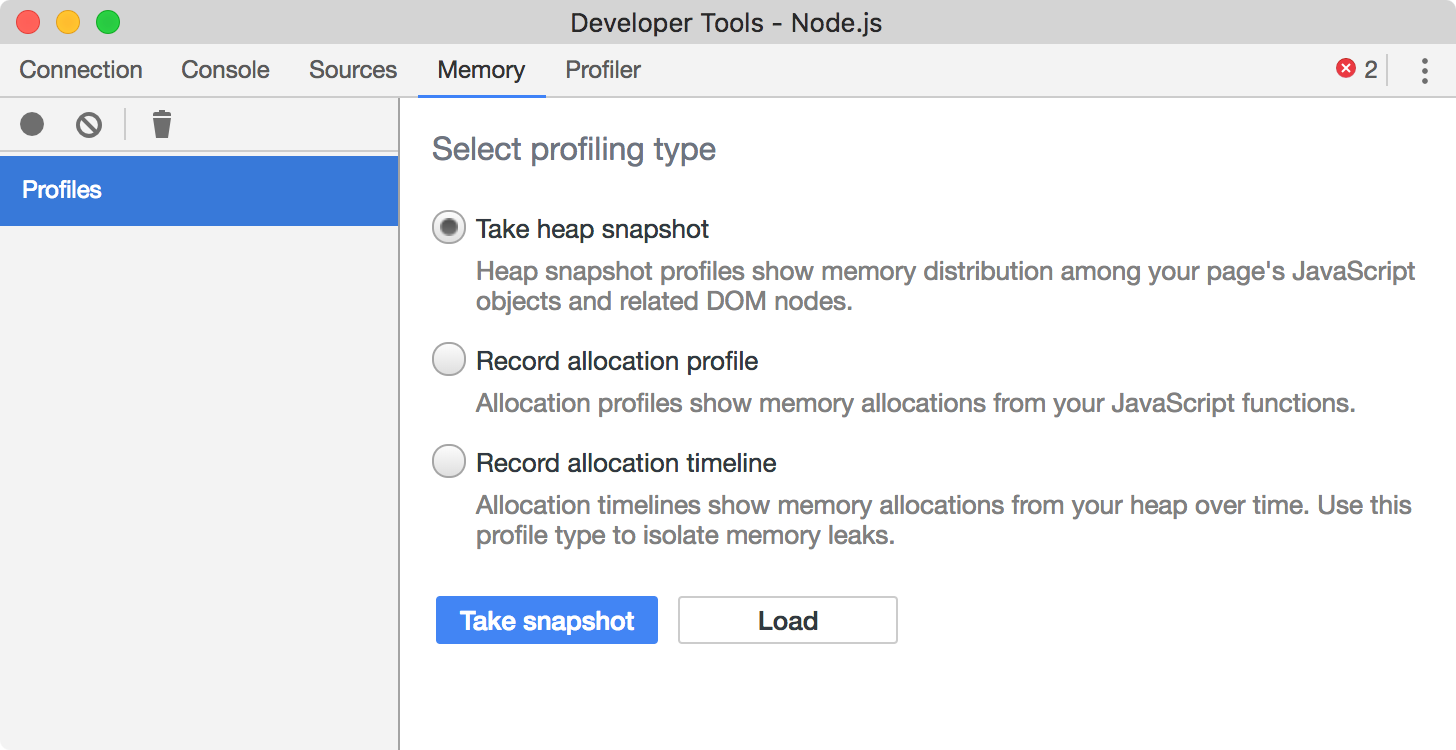 Developer Tools - Node.js
Connection Console Sources Memory Profiler 2
Profiles
Select profiling type
Take heap snapshot
Heap snapshot profiles show memory distribution among your page's JavaScript
objects and related DOM nodes.
Record allocation profile
Allocation profiles show memory allocations from your JavaScript functions.
Record allocation timeline
Allocation timelines show memory allocations from your heap over time. Use this
profile type to isolate memory leaks.
Take snapshot Load